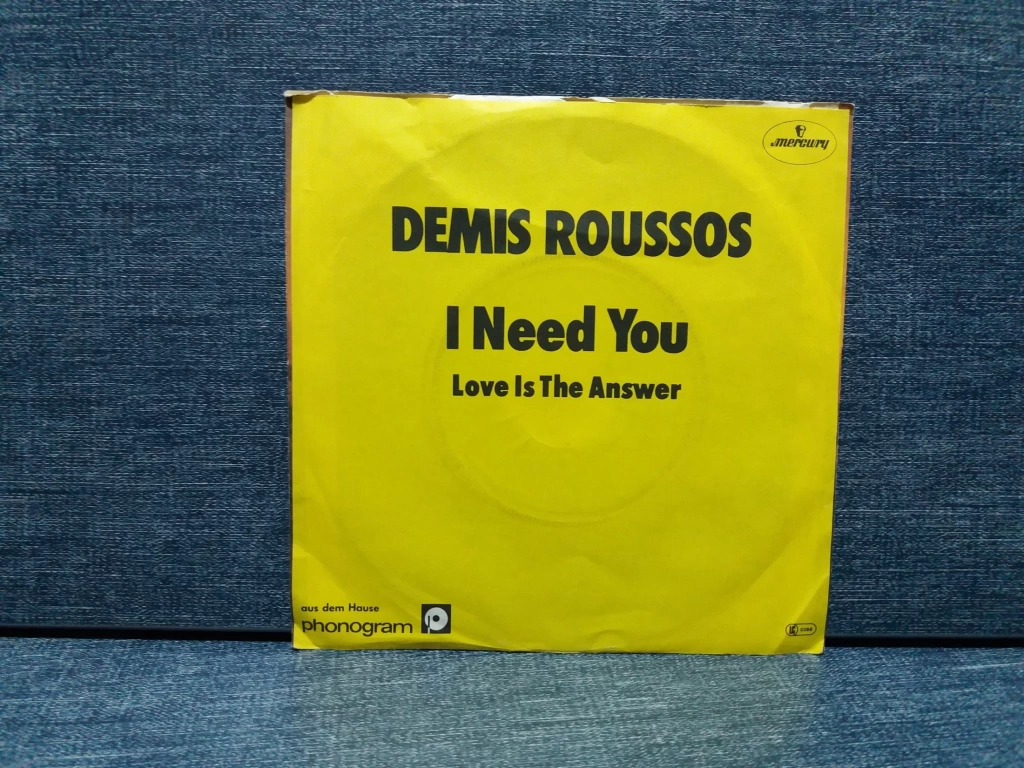 mercury
DEMIS ROUSSOS
I Need You
Love Is The Answer
aus dem Hause
phonogram